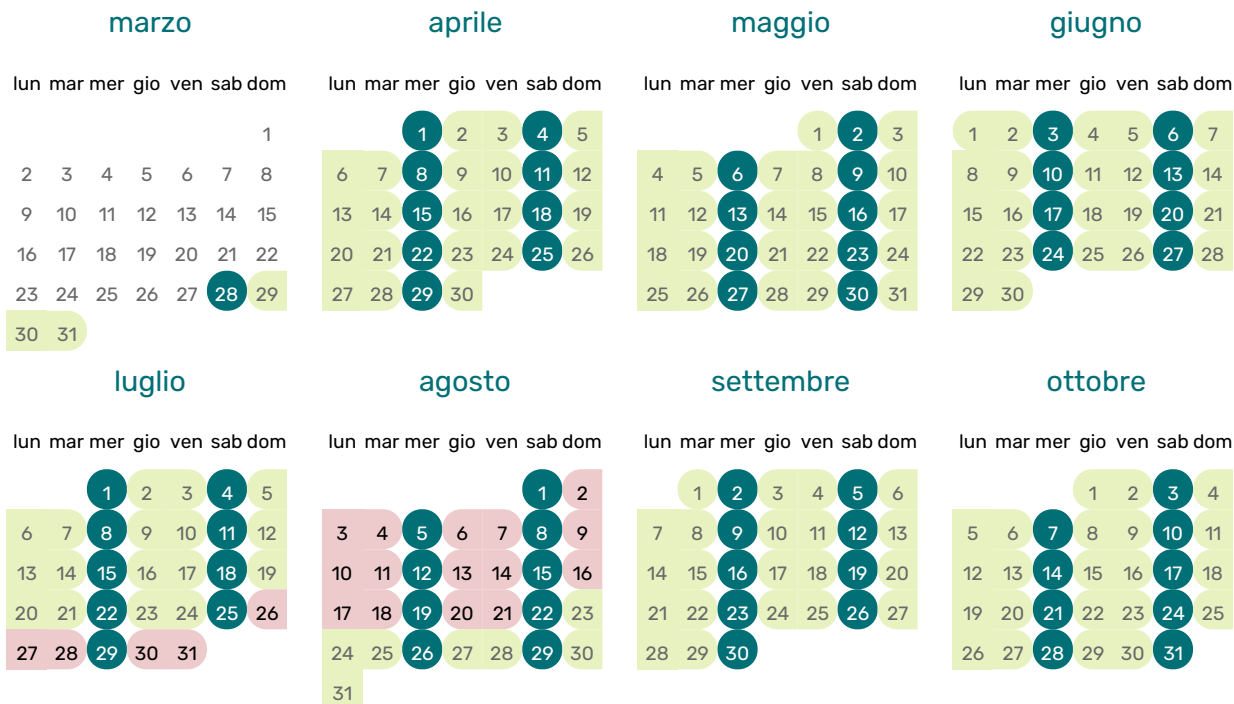 marzo aprile maggio giugno
lun mar mer gio ven sab dom lun mar mer gio ven sab dom lun mar mer gio ven sab dom lun mar mer gio ven sab dom
1 1 2 3 4 5 1 2 3 1 2 3 4 5 6 7
2 3 4 5 6 7 8 6 7 8 9 10 11 12 4 5 6 7 8 9 10 8 9 10 11 12 13 14
9 10 11 12 13 14 15 13 14 15 16 17 18 19 11 12 13 14 15 16 17 15 16 17 18 19 20 21
16 17 18 19 20 21 22 20 21 22 23 24 25 26 18 19 20 21 22 23 24 22 23 24 25 26 27 28
23 24 25 26 27 28 29 27 28 29 30 25 26 27 28 29 30 31 29 30
30 31
luglio agosto settembre ottobre
lun mar mer gio ven sab dom lun mar mer gio ven sab dom lun mar mer gio ven sab dom lun mar mer gio ven sab dom
1 2 3 4 5 1 2 1 2 3 4 5 6 1 2 3 4
6 7 8 9 10 11 12 3 4 5 6 7 8 9 7 8 9 10 11 12 13 5 6 7 8 9 10 11
13 14 15 16 17 18 19 10 11 12 13 14 15 16 14 15 16 17 18 19 20 12 13 14 15 16 17 18
20 21 22 23 24 25 26 17 18 19 20 21 22 23 21 22 23 24 25 26 27 19 20 21 22 23 24 25
27 28 29 30 31 24 25 26 27 28 29 30 28 29 30 26 27 28 29 30 31
31